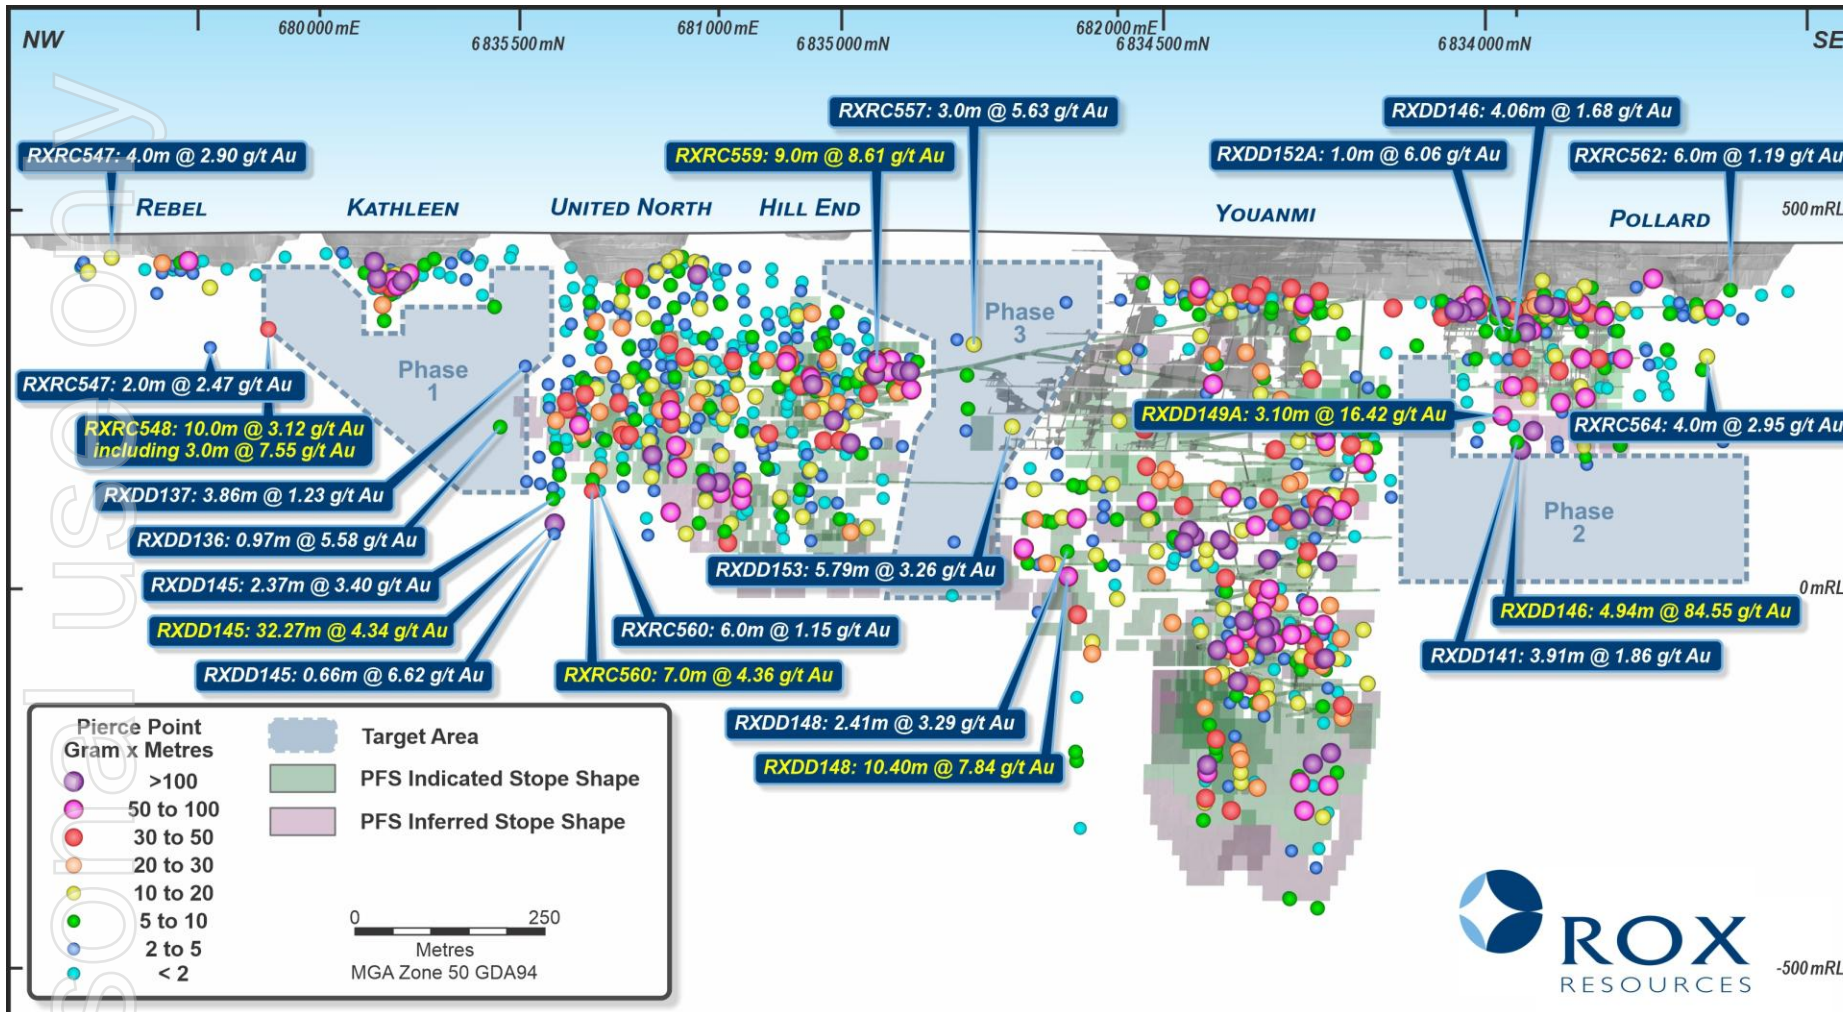 680 000 mE
681 000 mE
682 000 mE
NW
6 835 500 mN
6 835 000 mN
6 834 500 mN
6 834 000 mN
SE
RXRC557: 3.0m @ 5.63 g/t Au
RXDD146: 4.06m @ 1.68 g/t Au
RXRC547: 4.0m @ 2.90 g/t Au
RXRC559: 9.0m @ 8.61 g/t Au
RXDD152A: 1.0m @ 6.06 g/t Au
RXRC562: 6.0m @ 1.19 g/t Au
REBEL
KATHLEEN
UNITED NORTH
HILL END
YOUANMI
POLLARD
500 mRL
Phase
3
Phase
1
RXRC547: 2.0m @ 2.47 g/t Au
RXRC548: 10.0m @ 3.12 g/t Au
including 3.0m @ 7.55 g/t Au
RXDD149A: 3.10m @ 16.42 g/t Au
RXRC564: 4.0m @ 2.95 g/t Au
RXDD137: 3.86m @ 1.23 g/t Au
Phase
2
RXDD136: 0.97m @ 5.58 g/t Au
RXDD153: 5.79m @ 3.26 g/t Au
RXDD145: 2.37m @ 3.40 g/t Au
0 mRL
RXDD146: 4.94m @ 84.55 g/t Au
RXDD145: 32.27m @ 4.34 g/t Au
RXRC560: 6.0m @ 1.15 g/t Au
RXDD141: 3.91m @ 1.86 g/t Au
RXDD145: 0.66m @ 6.62 g/t Au
RXRC560: 7.0m @ 4.36 g/t Au
RXDD148: 2.41m @ 3.29 g/t Au
RXDD148: 10.40m @ 7.84 g/t Au
Pierce Point
Gram x Metres
>100
50 to 100
30 to 50
20 to 30
10 to 20
5 to 10
2 to 5
< 2
Target Area
PFS Indicated Stope Shape
PFS Inferred Stope Shape
0 250
Metres
MGA Zone 50 GDA94
ROX
RESOURCES
-500 mRL
sonal use only